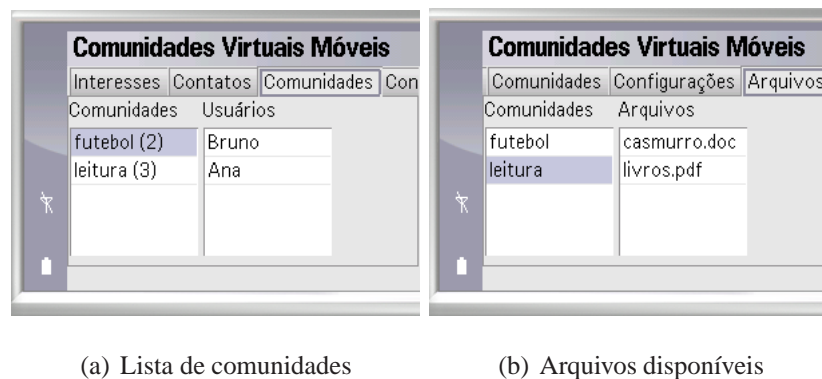 Comunidades Virtuais Móveis
Interesses Contatos Comunidades Con
Comunidades Usuários
futebol (2) Bruno
leitura (3) Ana
Comunidades Virtuais Móveis
Comunidades Configurações Arquivos
Comunidades Arquivos
futebol casmurro.doc
leitura livros.pdf
(a) Lista de comunidades
(b) Arquivos disponíveis